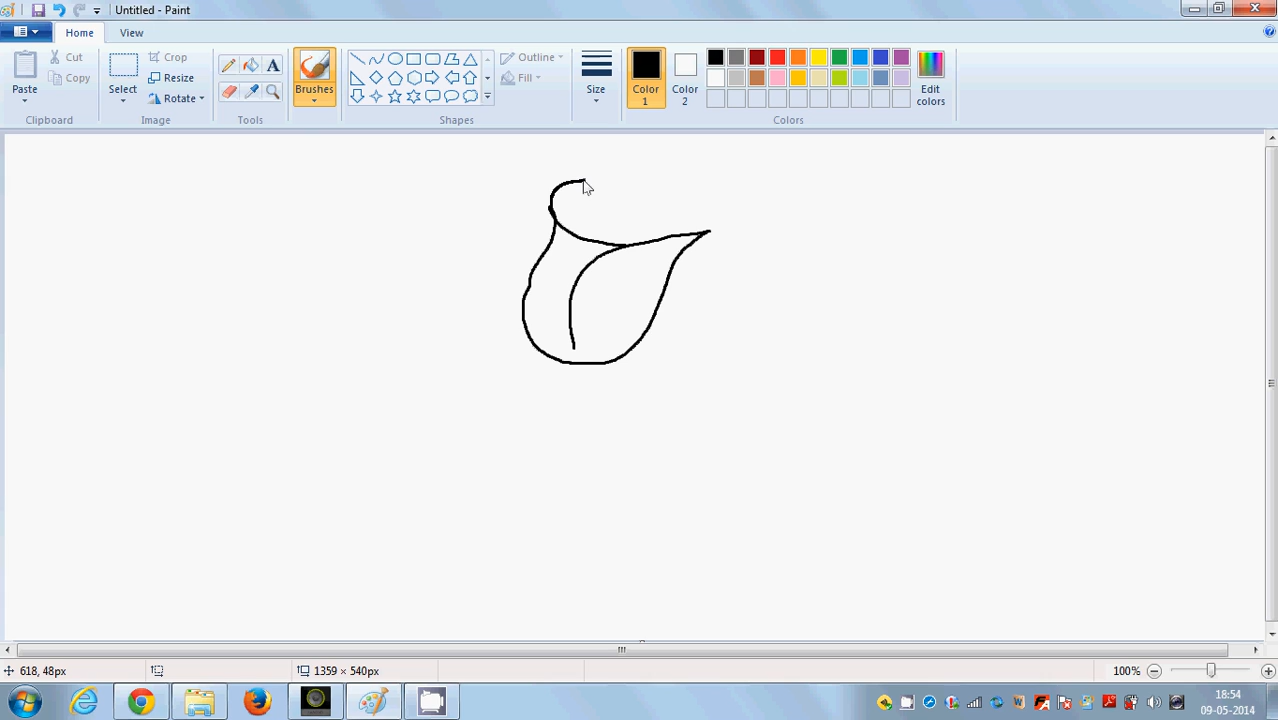 Untitled - Paint
Home
View
Paste
Cut
Copy
Clipboard
Select
Crop
Resize
Rotate
Image
A
Tools
Brushes
Outline
Fill
Shapes
Size
Color
1
Color
2
Edit
colors
Colors
618, 48px
1359 × 540px
100%
18:54
09-05-2014